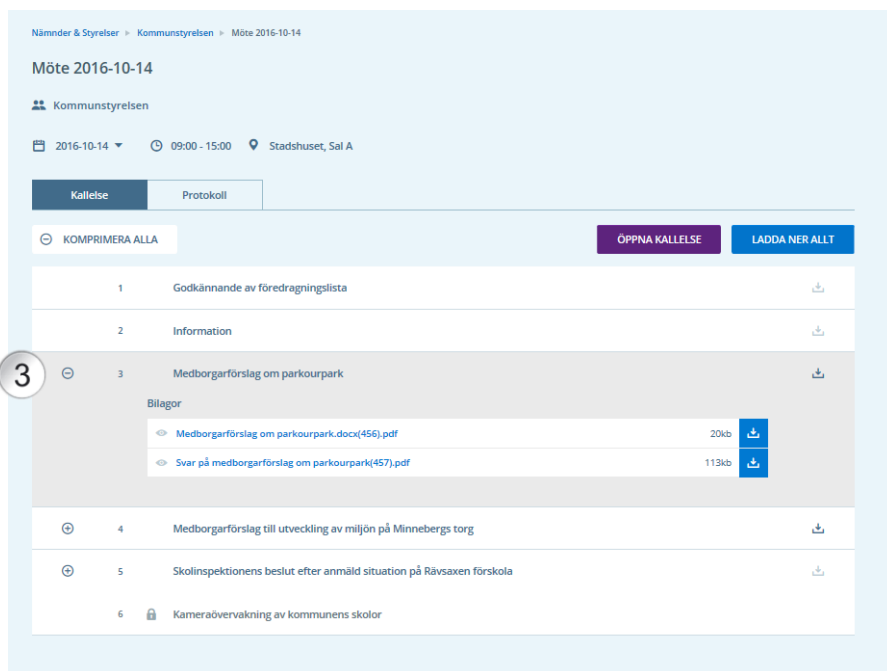 Nämnder & Styrelser ▸ Kommunstyrelsen ▸ Möte 2016-10-14
Möte 2016-10-14
Kommunstyrelsen
2016-10-14 09:00 - 15:00 Stadshuset, Sal A
Kallelse Protokoll
KOMPRIMERA ALLA ÖPPNA KALLELSE LADDA NER ALLT
1 Godkännande av föredragningslista
2 Information
3 3 Medborgarförslag om parkourpark
Bilagor
Medborgarförslag om parkourpark.docx(456).pdf 20kb
Svar på medborgarförslag om parkourpark(457).pdf 113kb
4 Medborgarförslag till utveckling av miljön på Minnebergs torg
5 Skolinspektionens beslut efter anmäld situation på Rävsaxen förskola
6 Kameraövervakning av kommunens skolor